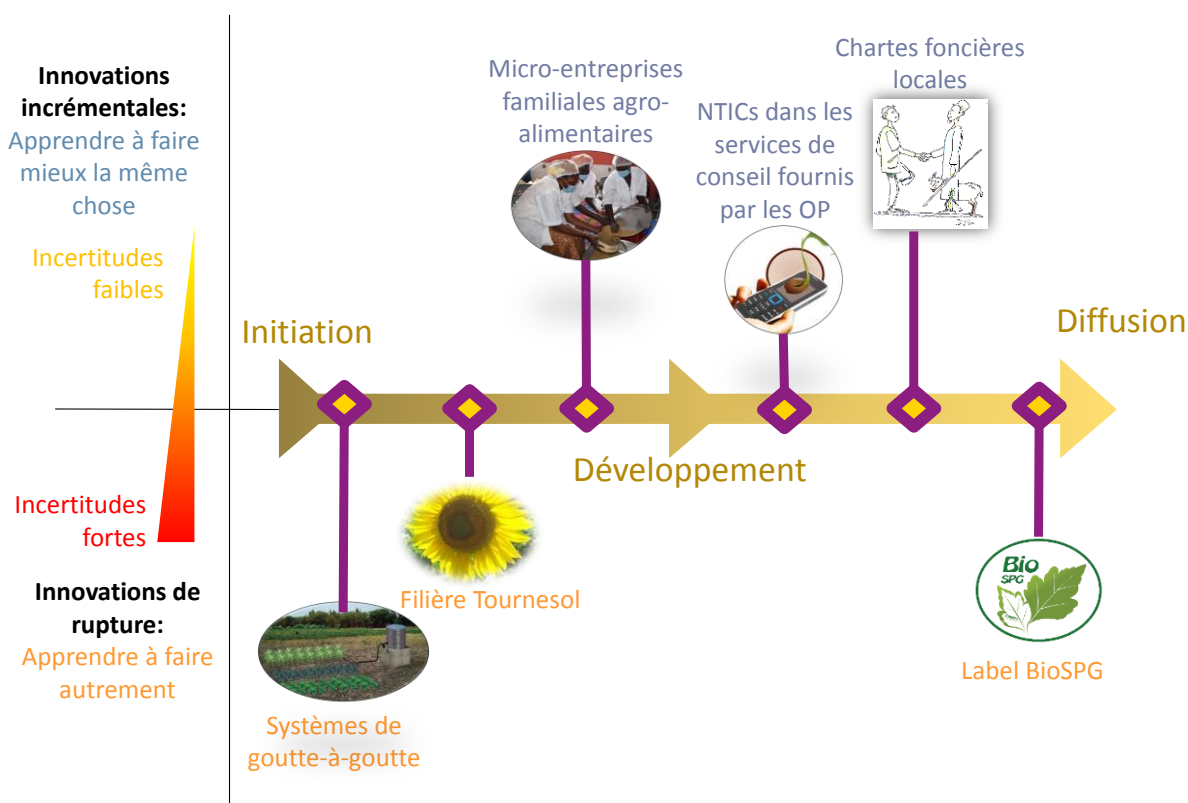 Innovations
incrémentales:
Apprendre à faire
mieux la même
chose
Incertitudes
faibles
Incertitudes
fortes
Innovations de
rupture:
Apprendre à faire
autrement
Micro-entreprises
familiales agro-
alimentaires
NTICs dans les
services de
conseil fournis
par les OP
Chartes foncières
locales
Initiation
Développement
Diffusion
Systèmes de
goutte-à-goutte
Filière Tournesol
Bio
SPG
Label BioSPG